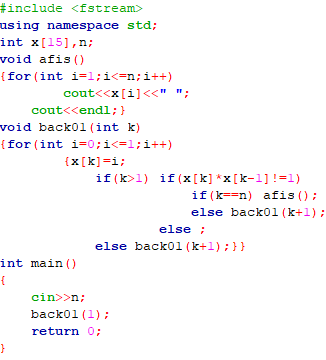 #include <fstream>
using namespace std;
int x[15],n;
void afis()
{for(int i=1;i<=n;i++)
        cout<<x[i]<<" ";
    cout<<endl;}
void back01(int k)
{for(int i=0;i<=1;i++)
        {x[k]=i;
            if(k>1) if(x[k]*x[k-1]!=1)
                        if(k==n) afis();
                        else back01(k+1);
                    else ;
            else back01(k+1);}}
int main()
{
    cin>>n;
    back01(1);
    return 0;
}